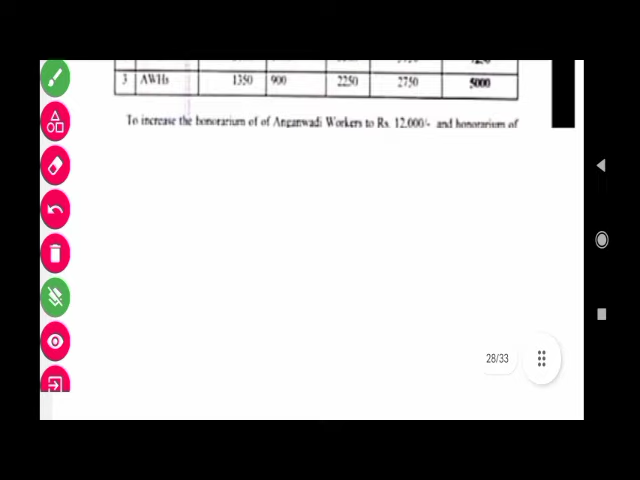 3 AWHs 1350 900 2250 2750 5000
To increase the honorarium of of Anganwadi Workers to Rs. 12,000/- and honorarium of
28/33